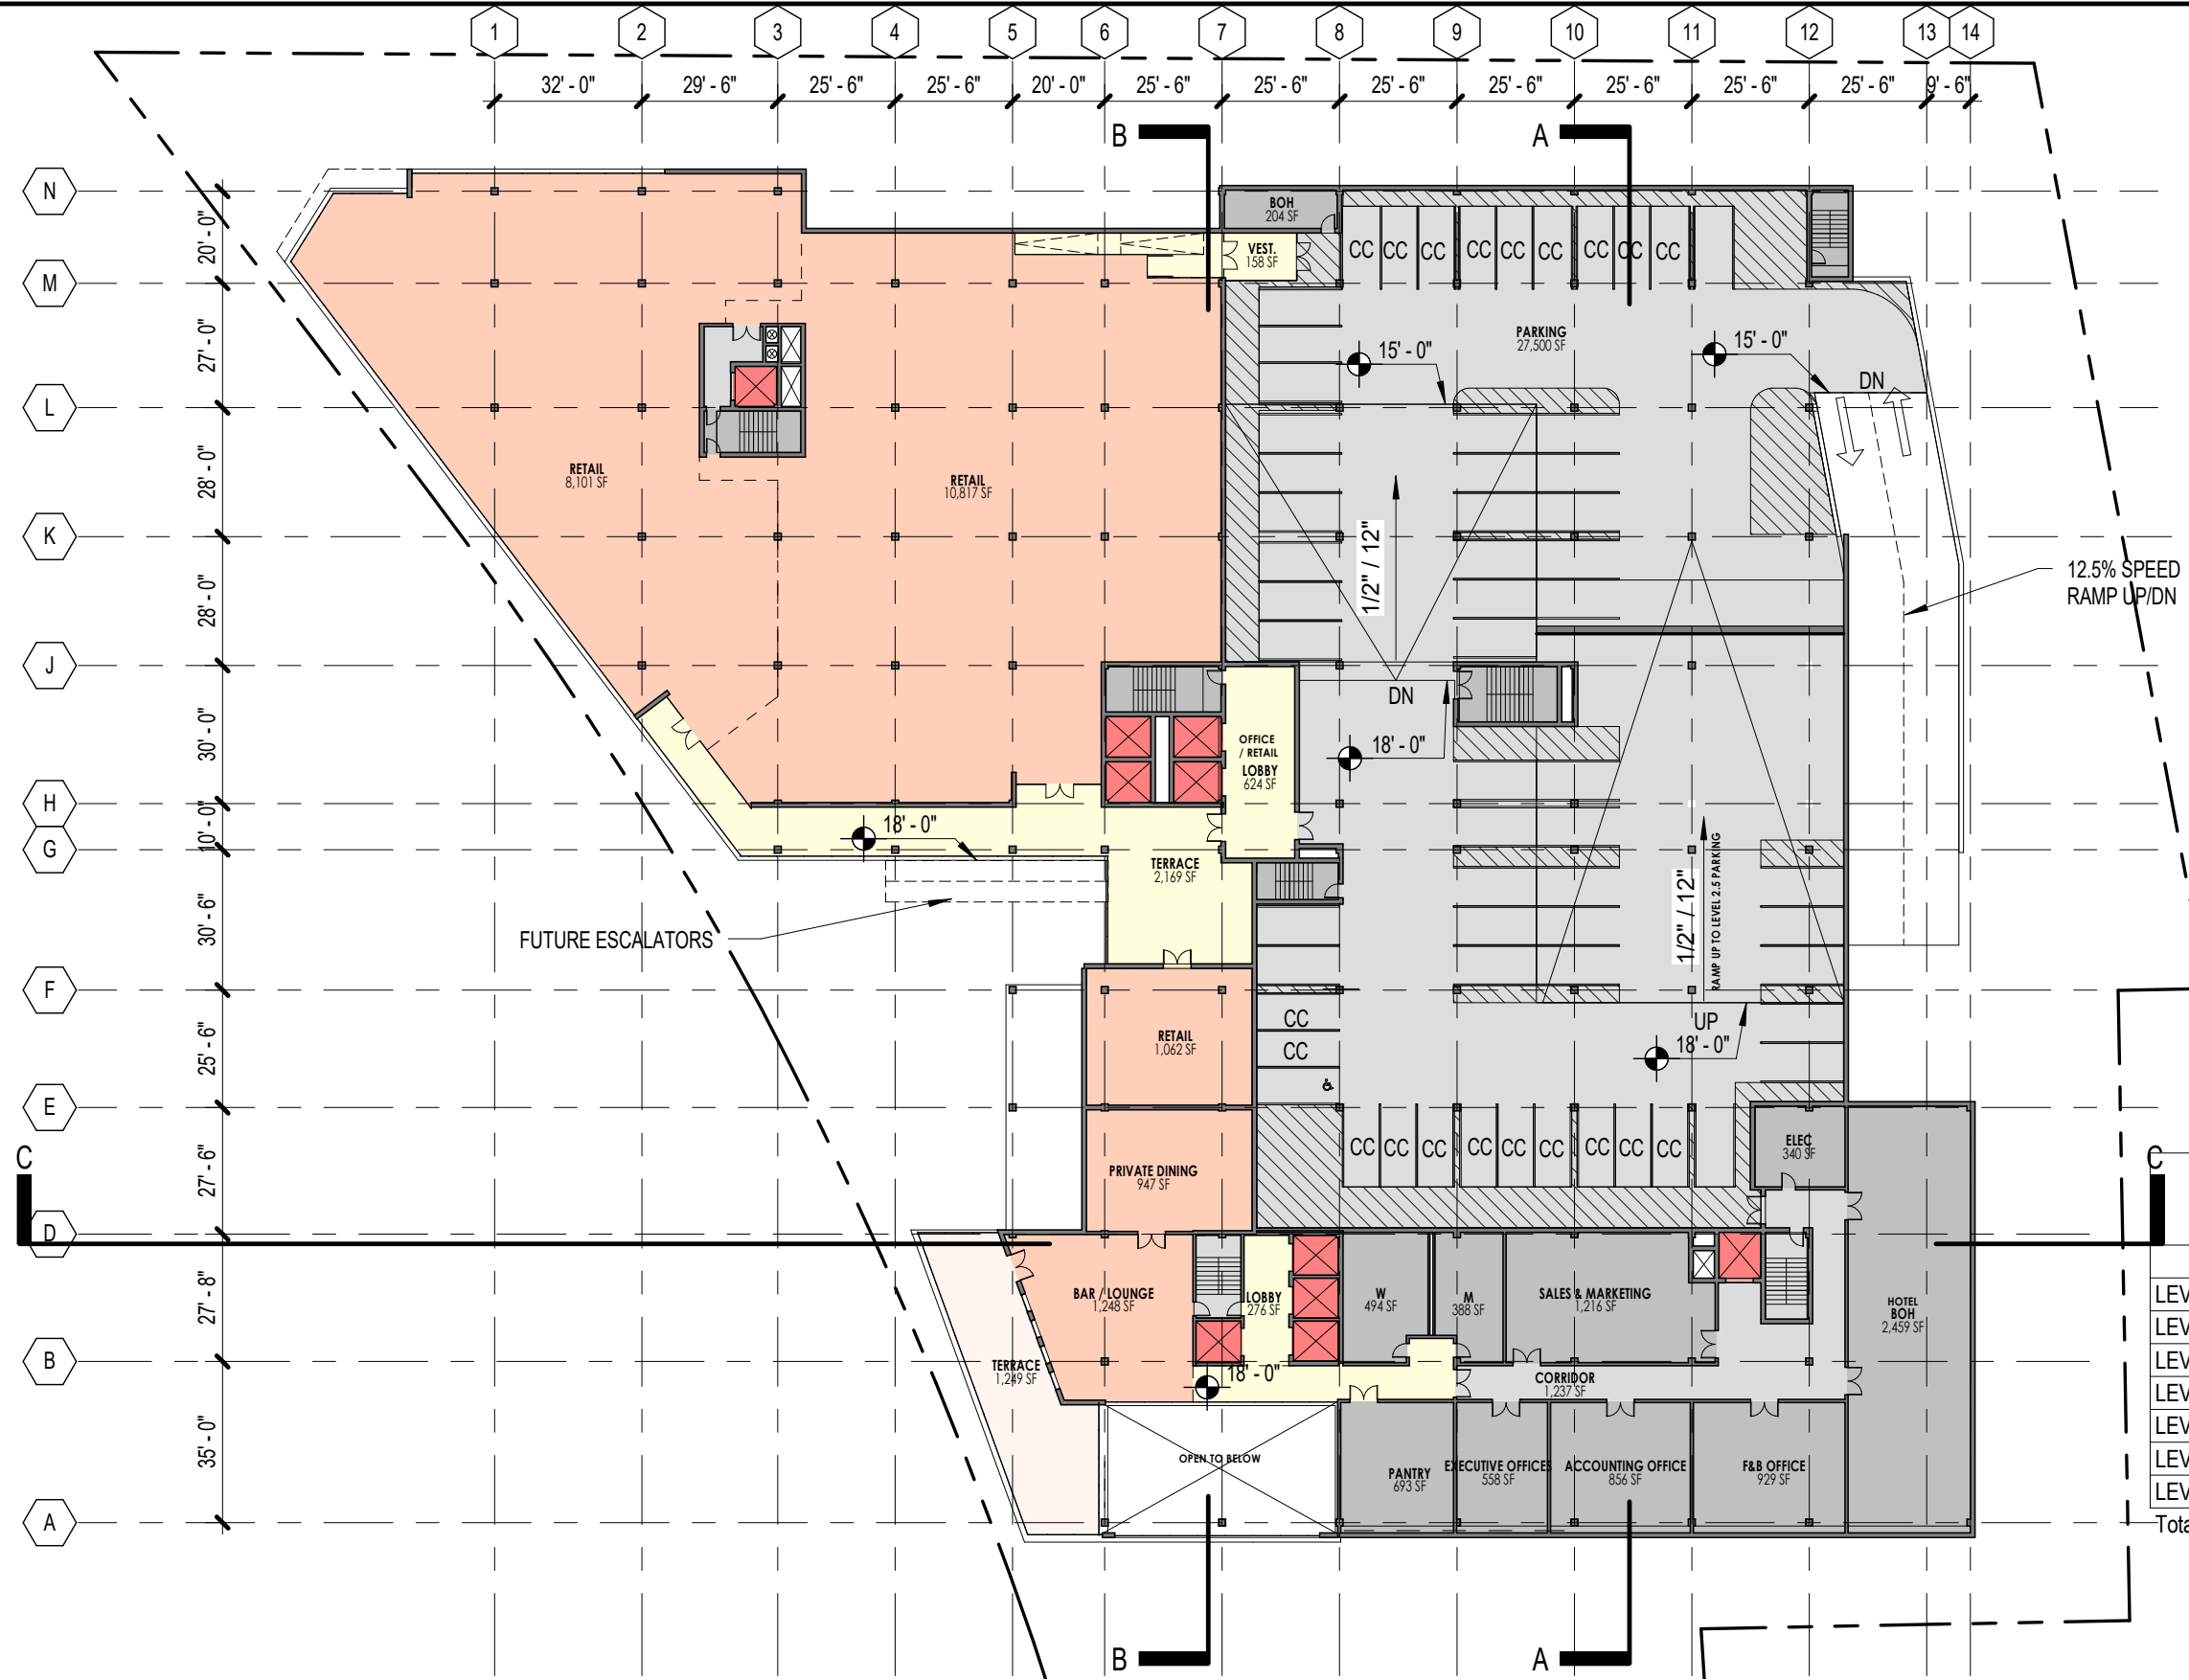 1 2 3 4 5 6 7 8 9 10 11 12 13 14
32' - 0" 29' - 6" 25' - 6" 25' - 6" 20' - 0" 25' - 6" 25' - 6" 25' - 6" 25' - 6" 25' - 6" 25' - 6" 25' - 6" 9' - 6"
B A
N
20' - 0"
BOH
204 SF
CC CC CC CC CC CC CC CC CC
VEST.
158 SF
M
27' - 0"
PARKING
27,500 SF
15' - 0" 15' - 0"
DN
L
28' - 0"
RETAIL
8,101 SF
RETAIL
10,817 SF
K
1/2" / 12"
12.5% SPEED
RAMP UP/DN
28' - 0"
J
DN
30' - 0"
OFFICE
/ RETAIL
LOBBY
624 SF
18' - 0"
H
10' - 0"
18' - 0"
G
TERRACE
2,169 SF
1/2" / 12"
RAMP UP TO LEVEL 2.5 PARKING
30' - 6"
FUTURE ESCALATORS
F
CC
UP
18' - 0"
RETAIL
1,062 SF
CC
25' - 6"
E
CC CC CC CC CC CC CC CC CC
ELEC
340 SF
27' - 6"
C C
PRIVATE DINING
947 SF
D
27' - 8"
BAR / LOUNGE
1,248 SF
LOBBY
276 SF
W
494 SF
M
388 SF
SALES & MARKETING
1,216 SF
HOTEL
BOH
2,459 SF
LEV
LEV
LEV
LEV
LEV
LEV
LEV
Tota
B
TERRACE
1,249 SF
18' - 0"
CORRIDOR
1,237 SF
35' - 0"
OPEN TO BELOW
PANTRY
693 SF
EXECUTIVE OFFICES
558 SF
ACCOUNTING OFFICE
856 SF
F&B OFFICE
929 SF
A
B A